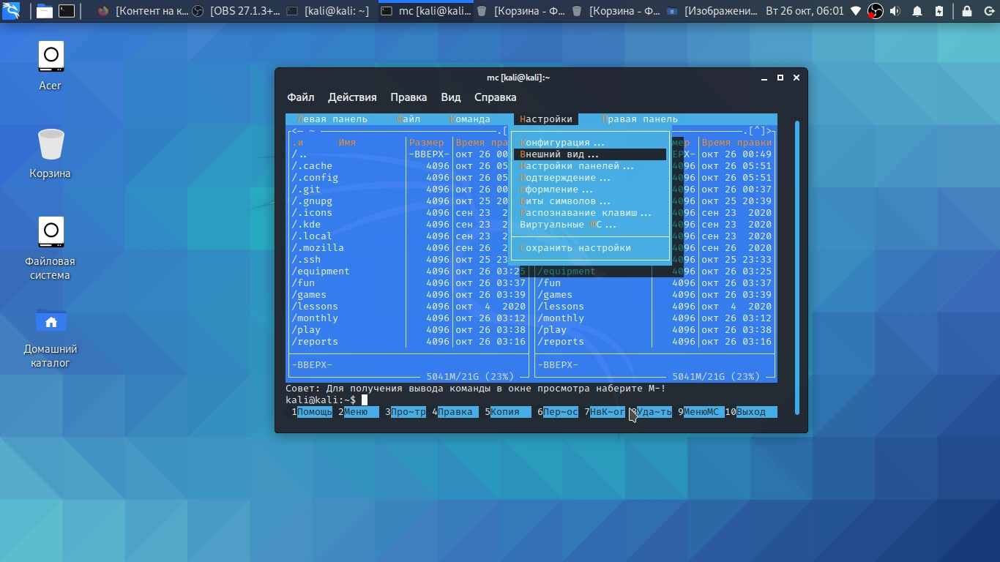 [Контент на к... [OBS 27.1.3+... [kali@kali: ~] mc [kali@kali... [Корзина - Ф... [Корзина - Ф... [Изображени... Вт 26 окт, 06:01
Acer
Корзина
Файловая
система
Домашний
каталог
mc [kali@kali]:~
Файл Действия Правка Вид Справка
Левая панель Файл Команда Настройки Правая панель
<─ ~ .[ .[^]>
.и Имя Размер Время пра мер Время правки
/.. -ВВЕРХ- окт 26 00 ЕРХ- окт 26 00:49
/.cache 4096 окт 26 05 4096 окт 26 05:51
/.config 4096 окт 26 05 4096 окт 26 05:51
/.git 4096 окт 26 00 4096 окт 26 00:37
/.gnupg 4096 окт 25 20 4096 окт 25 20:39
/.icons 4096 сен 23 2 4096 сен 23 2020
/.kde 4096 сен 23 2 4096 сен 23 2020
/.local 4096 сен 23 2 4096 сен 23 2020
/.mozilla 4096 сен 26 2 4096 сен 26 2020
/.ssh 4096 окт 25 23 4096 окт 25 23:33
/equipment 4096 окт 26 03:25 /equipment 4096 окт 26 03:25
/fun 4096 окт 26 03:37 /fun 4096 окт 26 03:37
/games 4096 окт 26 03:39 /games 4096 окт 26 03:39
/lessons 4096 окт 4 2020 /lessons 4096 окт 4 2020
/monthly 4096 окт 26 03:12 /monthly 4096 окт 26 03:12
/play 4096 окт 26 03:38 /play 4096 окт 26 03:38
/reports 4096 окт 26 03:16 /reports 4096 окт 26 03:16
-ВВЕРХ- -ВВЕРХ-
5041M/21G (23%) 5041M/21G (23%)
Конфигурация...
Внешний вид...
Настройки панелей...
Подтверждение...
Оформление...
Биты символов...
Распознавание клавиш...
Виртуальные ФС...
Сохранить настройки
Совет: Для получения вывода команды в окне просмотра наберите M-!
kali@kali:~$
1Помощь 2Меню 3Про~тр 4Правка 5Копия 6Пер~ос 7НвК~ог 8Уда~ть 9МенюMC 10Выход